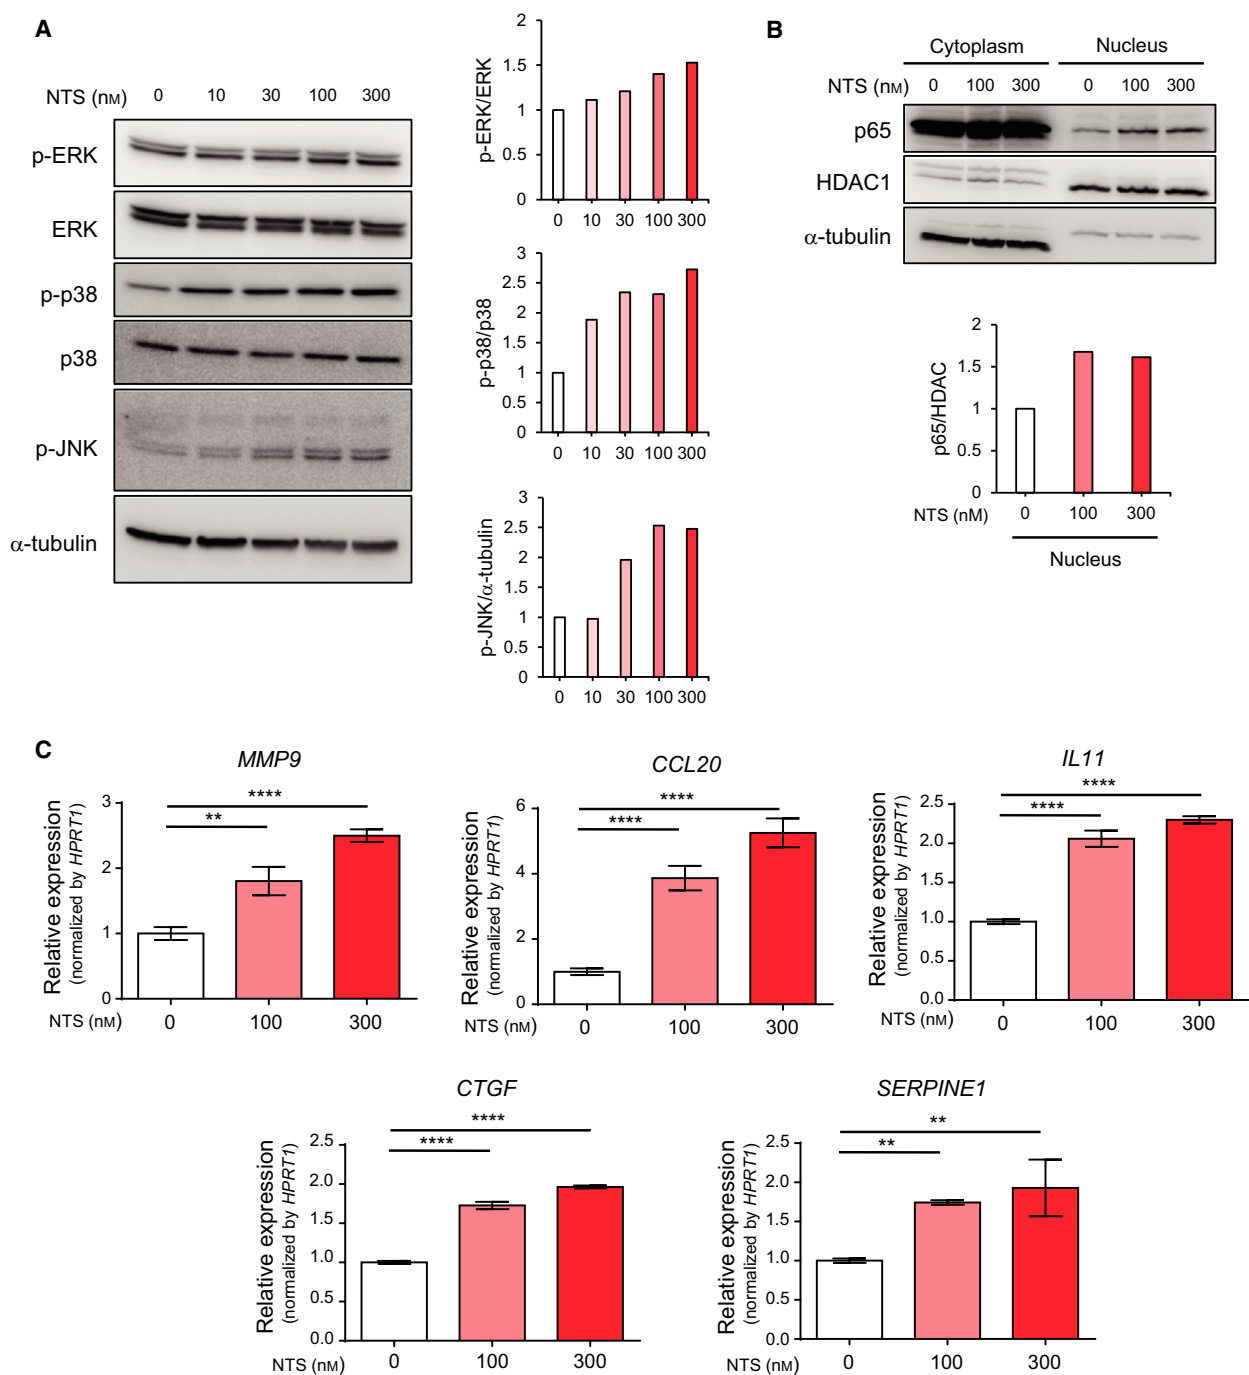 A
NTS (nM) 0 10 30 100 300
p-ERK
ERK
p-p38
p38
p-JNK
α-tubulin
p-ERK/ERK
2
1.5
1
0.5
0
0 10 30 100 300
p-p38/p38
3
2.5
2
1.5
1
0.5
0
0 10 30 100 300
p-JNK/α-tubulin
3
2.5
2
1.5
1
0.5
0
0 10 30 100 300
B
Cytoplasm Nucleus
NTS (nM) 0 100 300 0 100 300
p65
HDAC1
α-tubulin
p65/HDAC
2
1.5
1
0.5
0
NTS (nM) 0 100 300
Nucleus
C
MMP9
Relative expression
(normalized by HPRT1)
3
2
1
0
****
**
NTS (nM) 0 100 300
CCL20
Relative expression
(normalized by HPRT1)
6
4
2
0
****
****
NTS (nM) 0 100 300
IL11
Relative expression
(normalized by HPRT1)
2.5
2.0
1.5
1.0
0.5
0.0
****
****
NTS (nM) 0 100 300
CTGF
Relative expression
(normalized by HPRT1)
2.5
2.0
1.5
1.0
0.5
0.0
****
****
NTS (nM) 0 100 300
SERPINE1
Relative expression
(normalized by HPRT1)
2.5
2.0
1.5
1.0
0.5
0.0
**
**
NTS (nM) 0 100 300